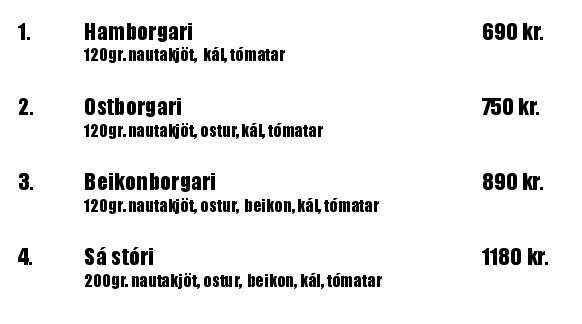 1. Hamborgari 690 kr.
120gr. nautakjöt, kál, tómatar
2. Ostborgari 750 kr.
120gr. nautakjöt, ostur, kál, tómatar
3. Beikonborgari 890 kr.
120gr. nautakjöt, ostur, beikon, kál, tómatar
4. Sá stóri 1180 kr.
200gr. nautakjöt, ostur, beikon, kál, tómatar